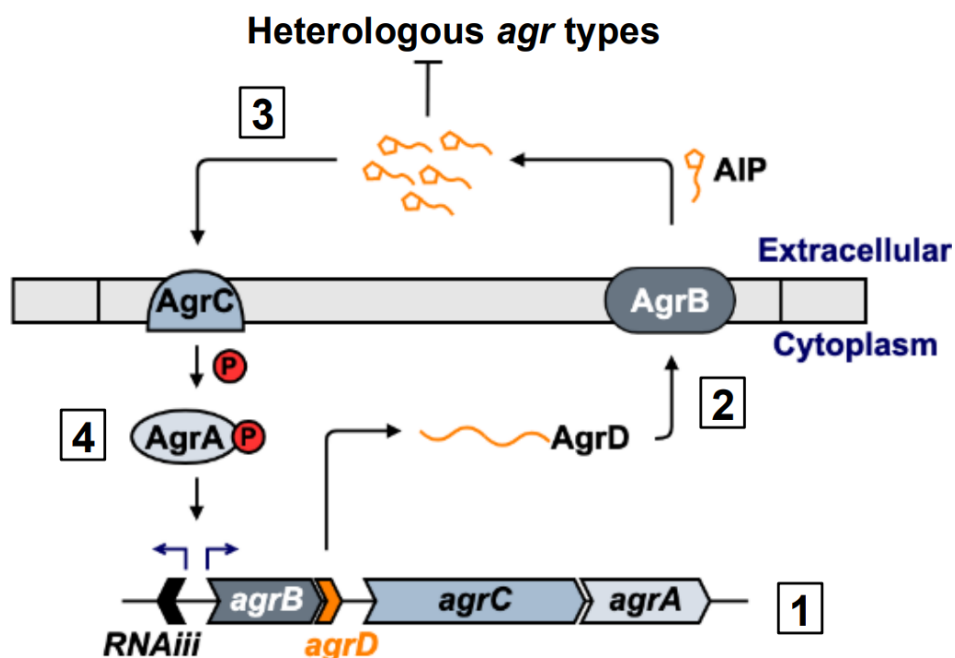 Heterologous agr types
3
AIP
Extracellular
AgrC
AgrB
Cytoplasm
P
2
4
AgrA
P
AgrD
agrB
agrC
agrA
1
RNAiii
agrD